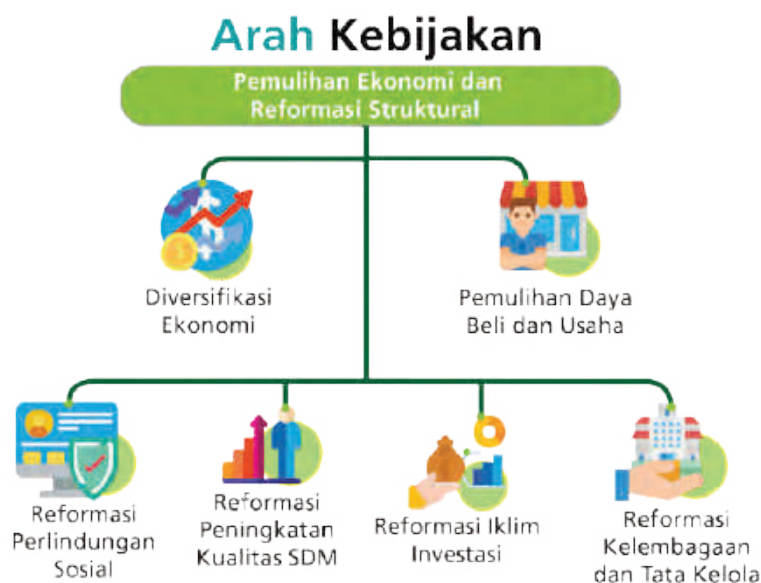 Arah Kebijakan
Pemulihan Ekonomi dan
Reformasi Struktural
Diversifikasi
Ekonomi
Pemulihan Daya
Beli dan Usaha
Reformasi
Perlindungan
Sosial
Reformasi
Peningkatan
Kualitas SDM
Reformasi Iklim
Investasi
Reformasi
Kelembagaan
dan Tata Kelola